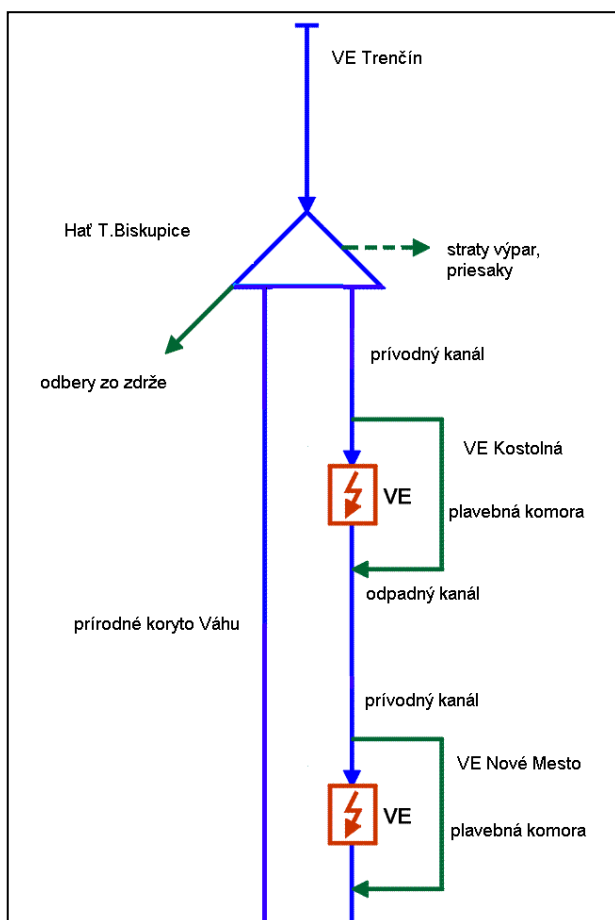 VE Trenčín
Hať T.Biskupice
straty výpar,
priesaky
prívodný kanál
odbery zo zdrže
VE Kostolná
VE
plavebná komora
odpadný kanál
prírodné koryto Váhu
prívodný kanál
VE Nové Mesto
VE
plavebná komora